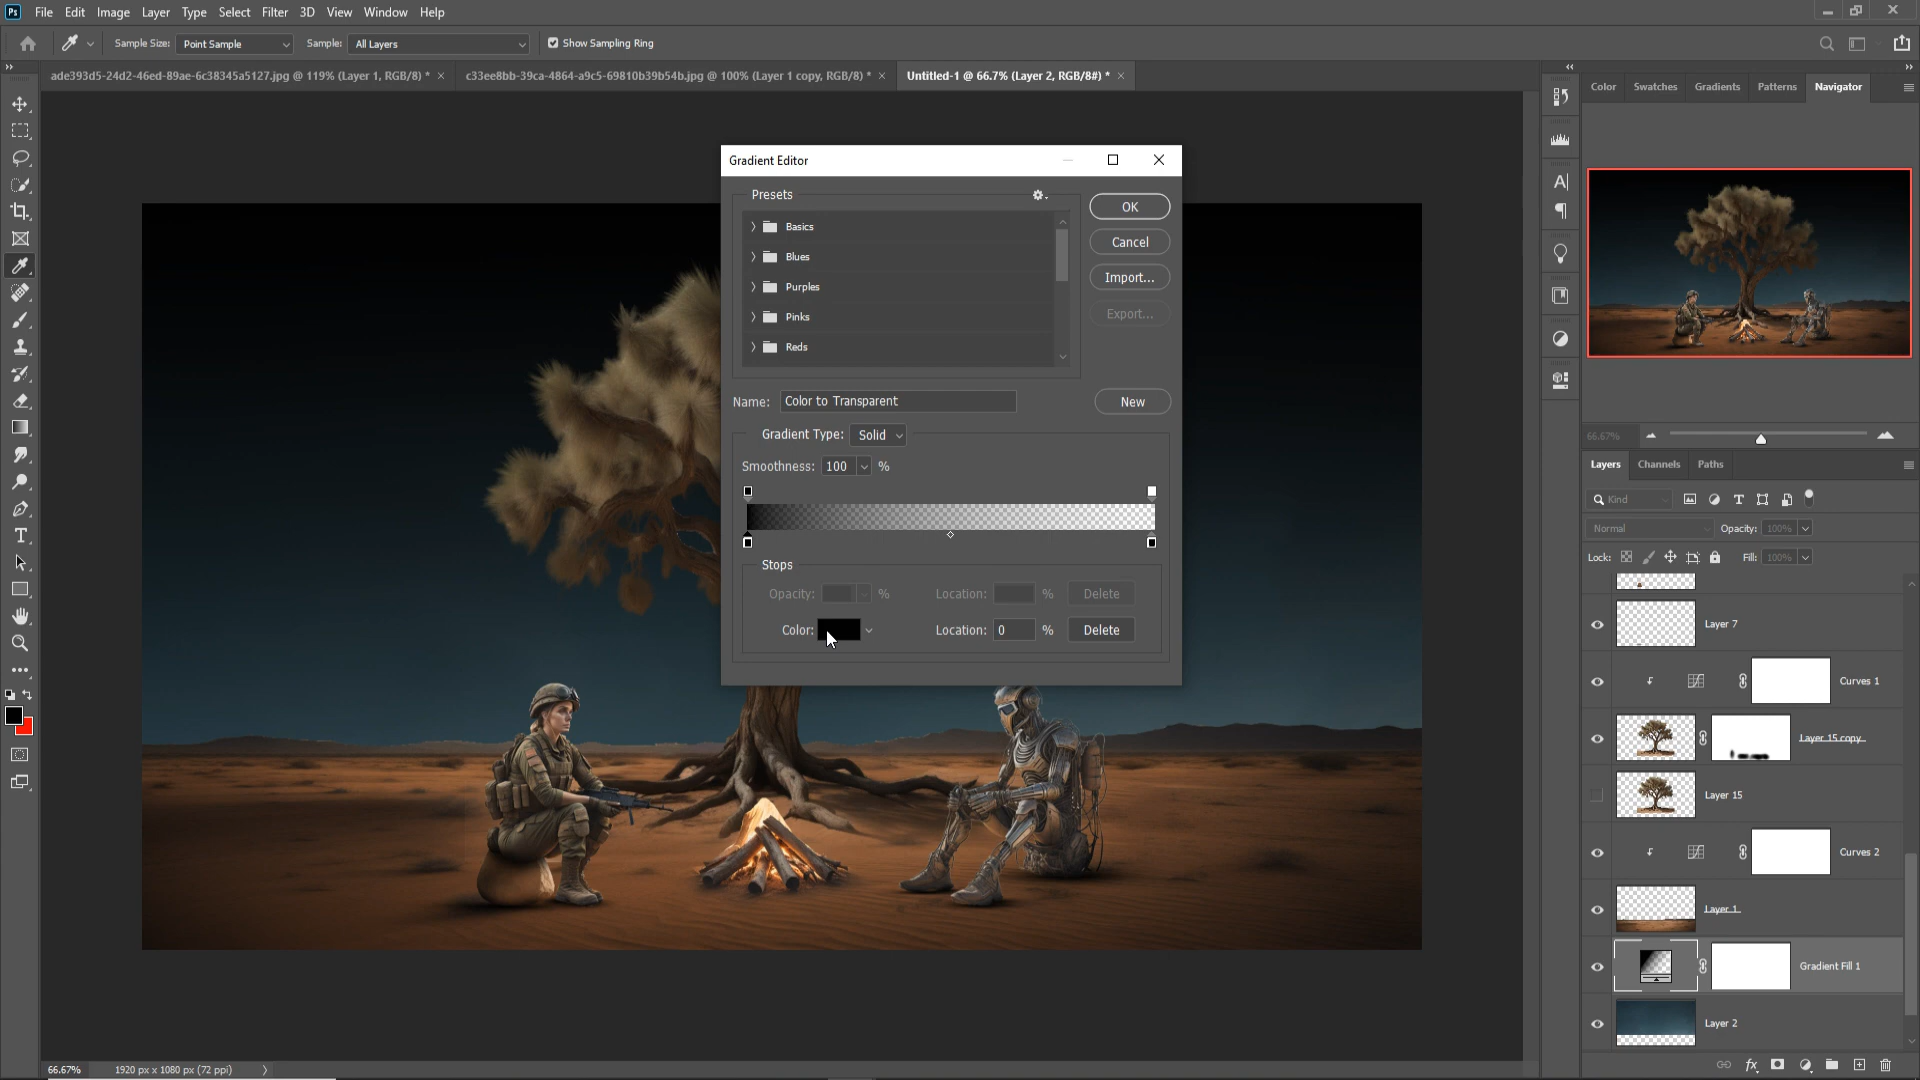 Ps File Edit Image Layer Type Select Filter 3D View Window Help
Sample Size: Point Sample Sample: All Layers Show Sampling Ring
ade393d5-24d2-46ed-89ae-6c38345a5127.jpg @ 119% (Layer 1, RGB/8) * × c33ee8bb-39ca-4864-a9c5-69810b39b54b.jpg @ 100% (Layer 1 copy, RGB/8) * × Untitled-1 @ 66.7% (Layer 2, RGB/8#) * ×
Color Swatches Gradients Patterns Navigator
Gradient Editor
Presets
Basics
Blues
Purples
Pinks
Reds
OK
Cancel
Import...
Export...
Name: Color to Transparent New
Gradient Type: Solid
Smoothness: 100 %
Stops
Opacity: % Location: % Delete
Color: Location: 0 % Delete
66.67%
Layers Channels Paths
Kind
Normal Opacity: 100%
Lock: Fill: 100%
Layer 7
Curves 1
Layer 15 copy
Layer 15
Curves 2
Layer 1
Gradient Fill 1
Layer 2
66.67% 1920 px x 1080 px (72 ppi)